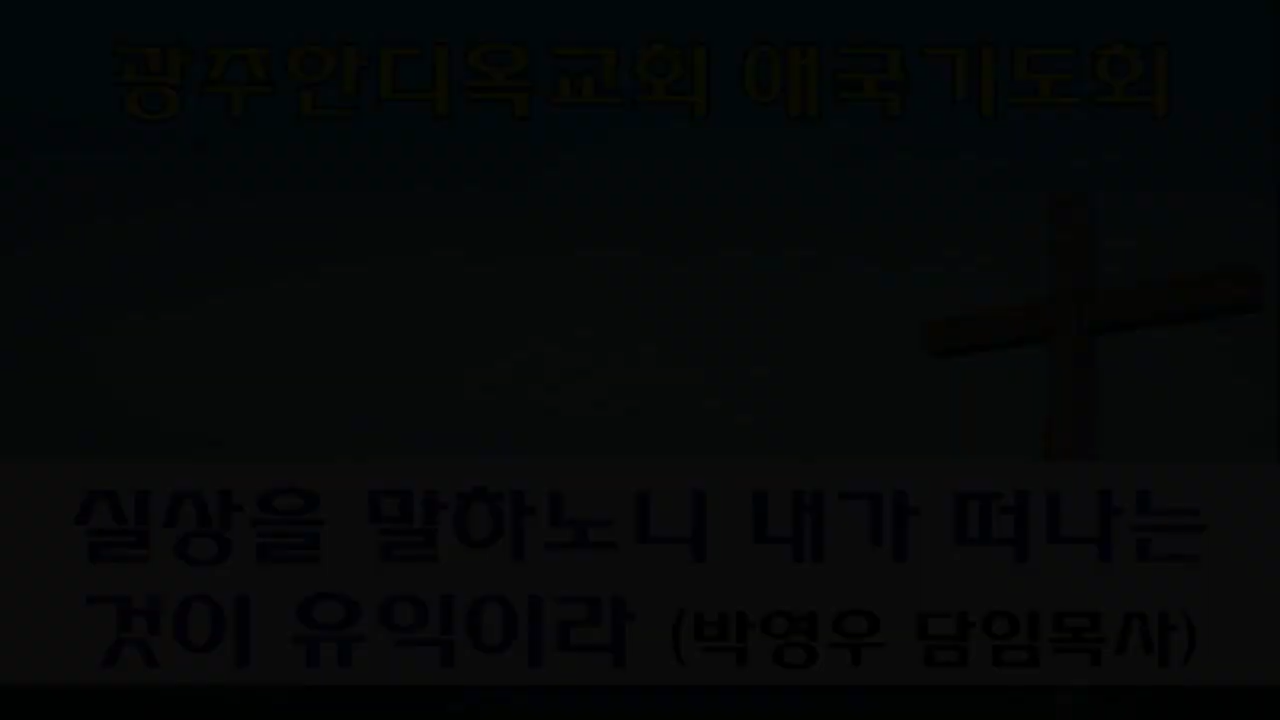 광주안디옥교회 애국기도회
실상을 말하노니 내가 떠나는
것이 유익이라 (박영우 담임목사)